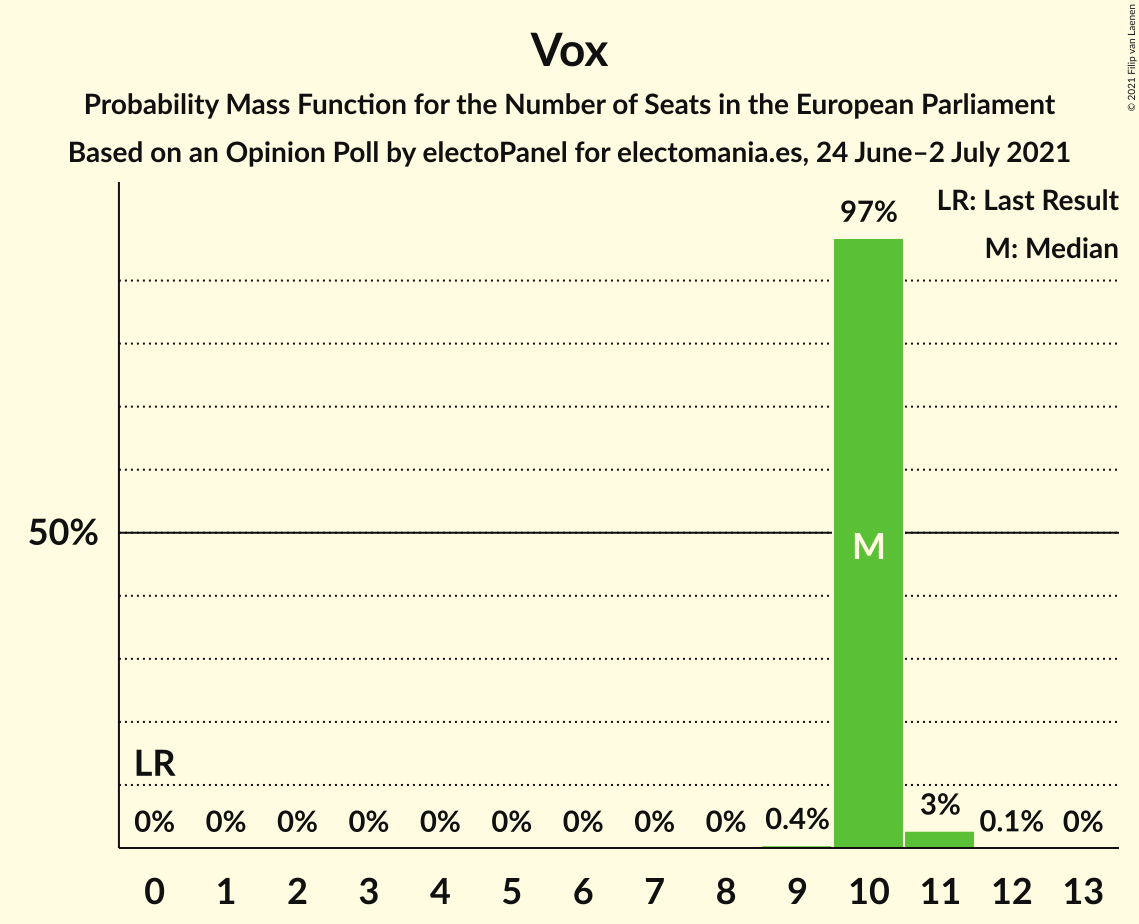 Vox
Probability Mass Function for the Number of Seats in the European Parliament
Based on an Opinion Poll by electoPanel for electomania.es, 24 June–2 July 2021
© 2021 Filip van Laenen
LR: Last Result
M: Median
97%
50%
M
LR
0% 0% 0% 0% 0% 0% 0% 0% 0% 0.4% 3% 0.1% 0%
0 1 2 3 4 5 6 7 8 9 10 11 12 13